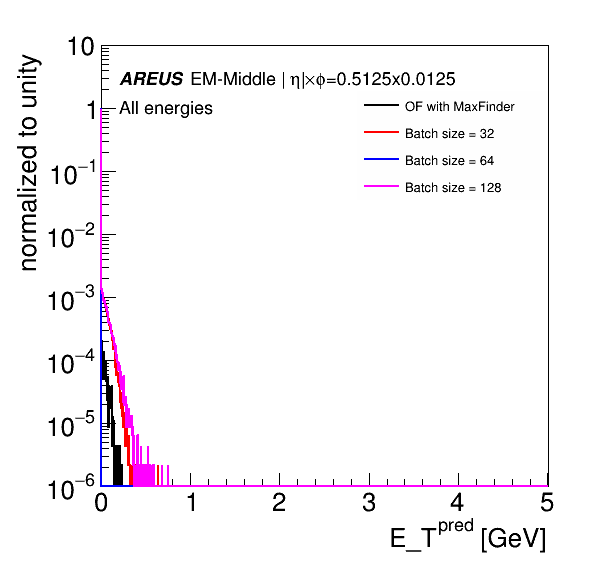 normalized to unity
10
1
10⁻¹
10⁻²
10⁻³
10⁻⁴
10⁻⁵
10⁻⁶
AREUS EM-Middle | η|×φ=0.5125x0.0125
All energies
OF with MaxFinder
Batch size = 32
Batch size = 64
Batch size = 128
0 1 2 3 4 5
E_T^pred [GeV]